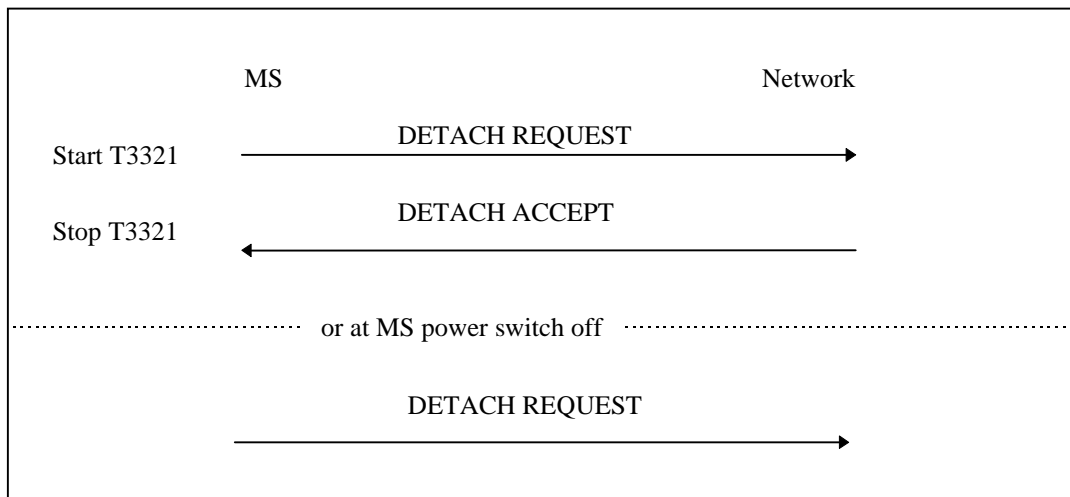 MS Network
DETACH REQUEST
Start T3321
DETACH ACCEPT
Stop T3321
or at MS power switch off
DETACH REQUEST